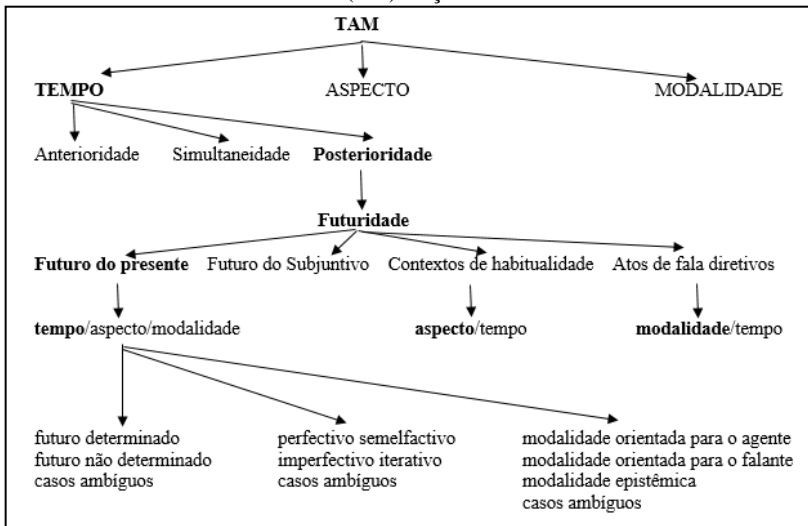 TAM
TEMPO ASPECTO MODALIDADE
Anterioridade Simultaneidade Posterioridade
Futuridade
Futuro do presente Futuro do Subjuntivo Contextos de habitualidade Atos de fala diretivos
tempo/aspecto/modalidade aspecto/tempo modalidade/tempo
futuro determinado perfectivo semelfactivo modalidade orientada para o agente
futuro não determinado imperfectivo iterativo modalidade orientada para o falante
casos ambíguos casos ambíguos modalidade epistêmica
casos ambíguos